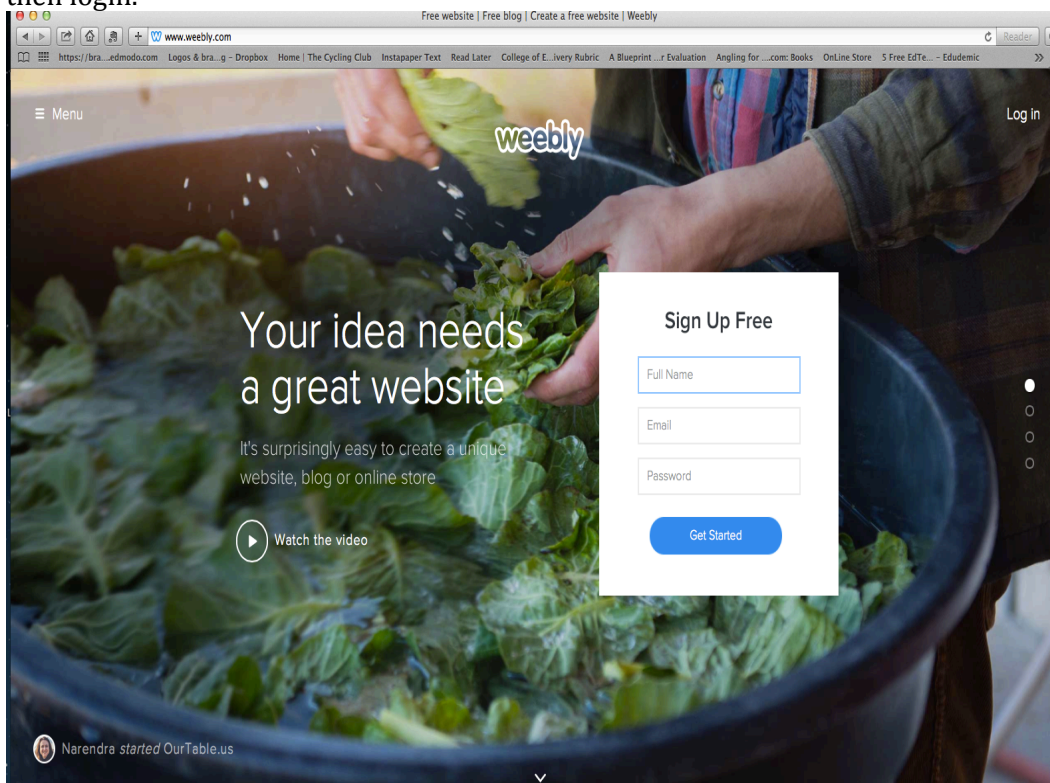 then login.
Free website | Free blog | Create a free website | Weebly
www.weebly.com
Reader
https://bra...edmodo.com Logos & bra...g – Dropbox Home | The Cycling Club Instapaper Text Read Later College of E...ivery Rubric A Blueprint ...r Evaluation Angling for ....com: Books OnLine Store 5 Free EdTe... – Edudemic
≡ Menu
Log in
weebly
Your idea needs
a great website
It's surprisingly easy to create a unique
website, blog or online store
Watch the video
Sign Up Free
Full Name
Email
Password
Get Started
Narendra started OurTable.us